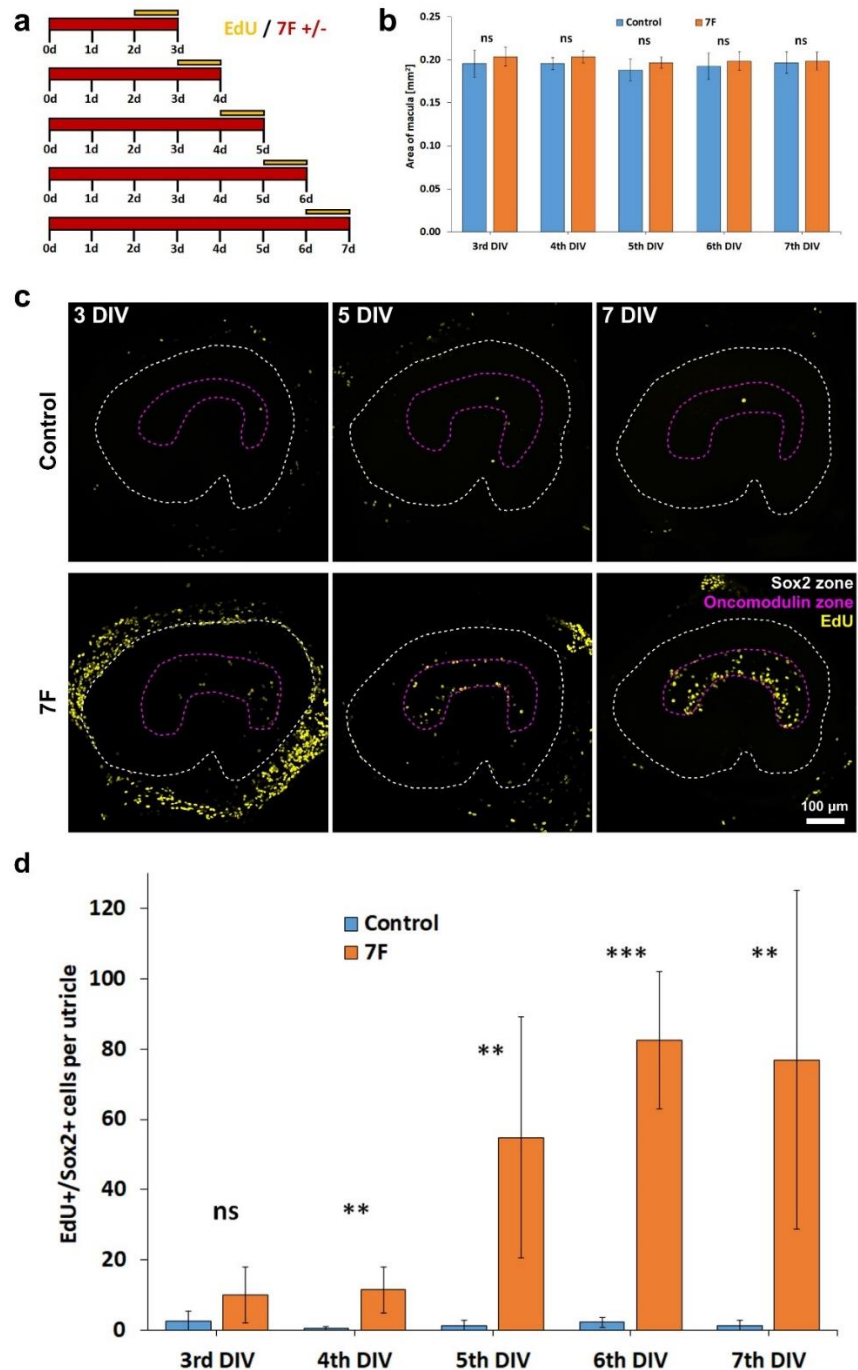 a
EdU / 7F +/-
0d 1d 2d 3d
0d 1d 2d 3d 4d
0d 1d 2d 3d 4d 5d
0d 1d 2d 3d 4d 5d 6d
0d 1d 2d 3d 4d 5d 6d 7d
b
Control 7F
Area of macula [mm²]
0.25
0.20
0.15
0.10
0.05
0.00
ns ns ns ns ns
3rd DIV 4th DIV 5th DIV 6th DIV 7th DIV
c
3 DIV 5 DIV 7 DIV
Control
7F
Sox2 zone
Oncomodulin zone
EdU
100 µm
d
EdU+/Sox2+ cells per utricle
120
100
80
60
40
20
0
Control
7F
ns ** ** *** **
3rd DIV 4th DIV 5th DIV 6th DIV 7th DIV